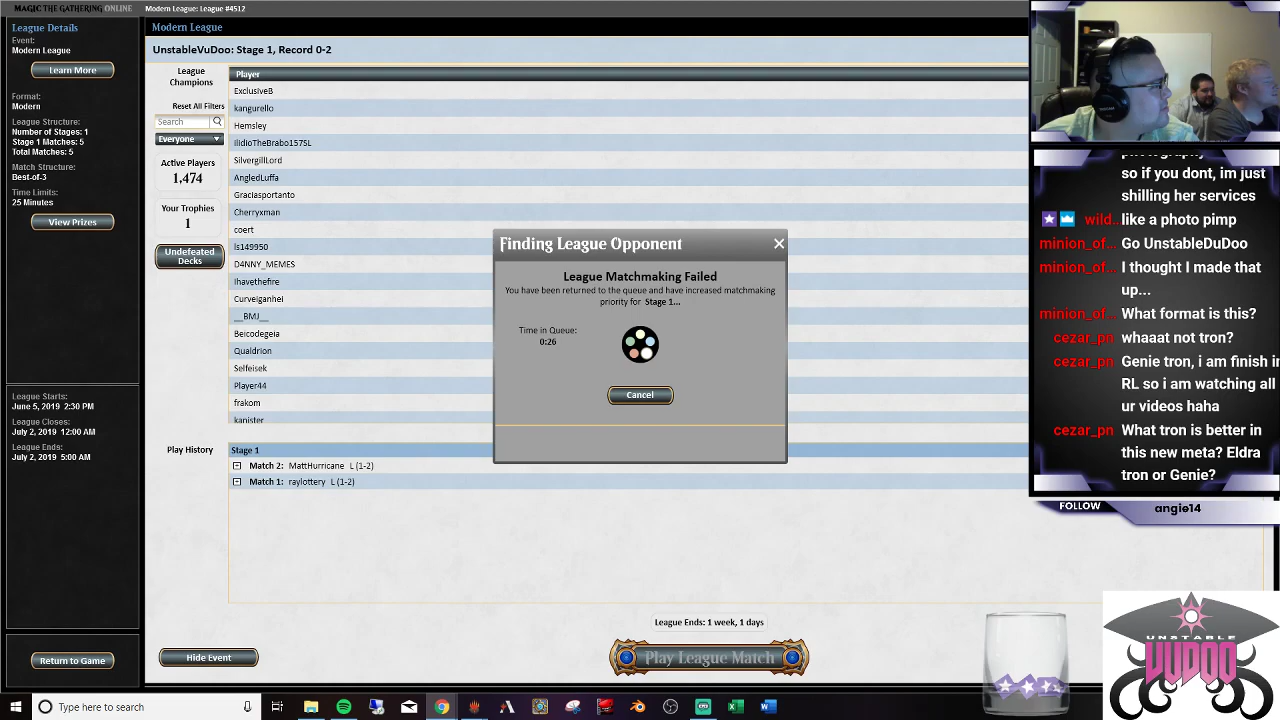 MAGIC THE GATHERING ONLINE
Modern League: League #4512
League Details
Event:
Modern League
Learn More
Format:
Modern
League Structure:
Number of Stages: 1
Stage 1 Matches: 5
Total Matches: 5
Match Structure:
Best-of-3
Time Limits:
25 Minutes
View Prizes
League Starts:
June 5, 2019 2:30 PM
League Closes:
July 2, 2019 12:00 AM
League Ends:
July 2, 2019 5:00 AM
Return to Game
Modern League
UnstableVuDoo: Stage 1, Record 0-2
League
Champions
Reset All Filters
Search
Everyone
Active Players
1,474
Your Trophies
1
Undefeated
Decks
Player
ExclusiveB
kangurello
Hemsley
IlidioTheBrabo157SL
SilvergillLord
AngledLuffa
Graciasportanto
Cherryxman
coert
ls149950
D4NNY_MEMES
Ihavethefire
Curveiganhei
__BMJ__
Beicodegeia
Qualdrion
Selfeisek
Player44
frakom
kanister
Play History
Stage 1
Match 2: MattHurricane L (1-2)
Match 1: raylottery L (1-2)
Finding League Opponent
League Matchmaking Failed
You have been returned to the queue and have increased matchmaking
priority for Stage 1...
Time in Queue:
0:26
Cancel
League Ends: 1 week, 1 days
Hide Event
Play League Match
photography
so if you dont, im just
shilling her services
wild.. like a photo pimp
minion_of... Go UnstableDuDoo
minion_of... I thought I made that
up...
minion_of... What format is this?
cezar_pn whaaat not tron?
cezar_pn Genie tron, i am finish in
RL so i am watching all
ur videos haha
cezar_pn What tron is better in
this new meta? Eldra
tron or Genie?
FOLLOW angie14
UNSTABLE
VUDOO
Type here to search